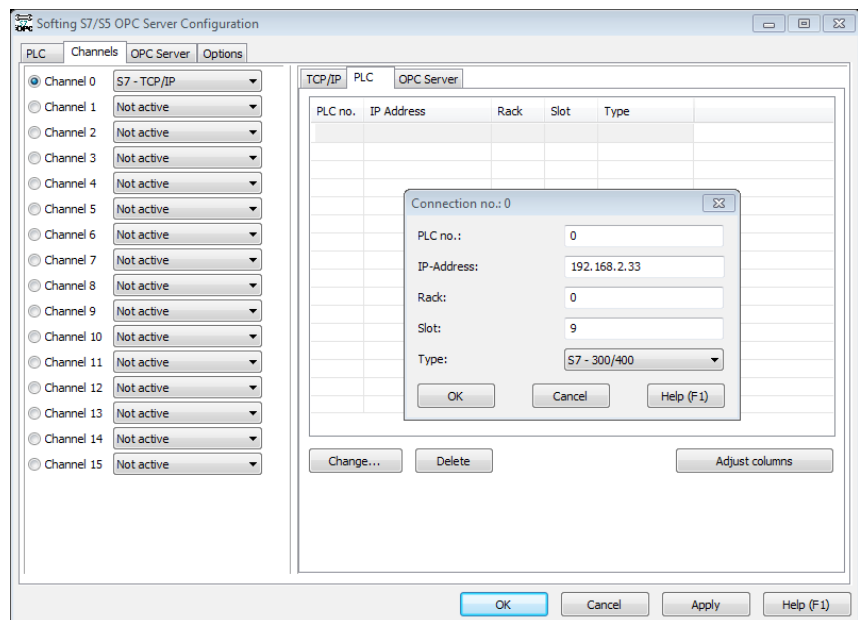 Softing S7/S5 OPC Server Configuration
PLC Channels OPC Server Options
Channel 0 S7 - TCP/IP
Channel 1 Not active
Channel 2 Not active
Channel 3 Not active
Channel 4 Not active
Channel 5 Not active
Channel 6 Not active
Channel 7 Not active
Channel 8 Not active
Channel 9 Not active
Channel 10 Not active
Channel 11 Not active
Channel 12 Not active
Channel 13 Not active
Channel 14 Not active
Channel 15 Not active
TCP/IP PLC OPC Server
PLC no. IP Address Rack Slot Type
Connection no.: 0
PLC no.: 0
IP-Address: 192.168.2.33
Rack: 0
Slot: 9
Type: S7 - 300/400
OK Cancel Help (F1)
Change... Delete Adjust columns
OK Cancel Apply Help (F1)